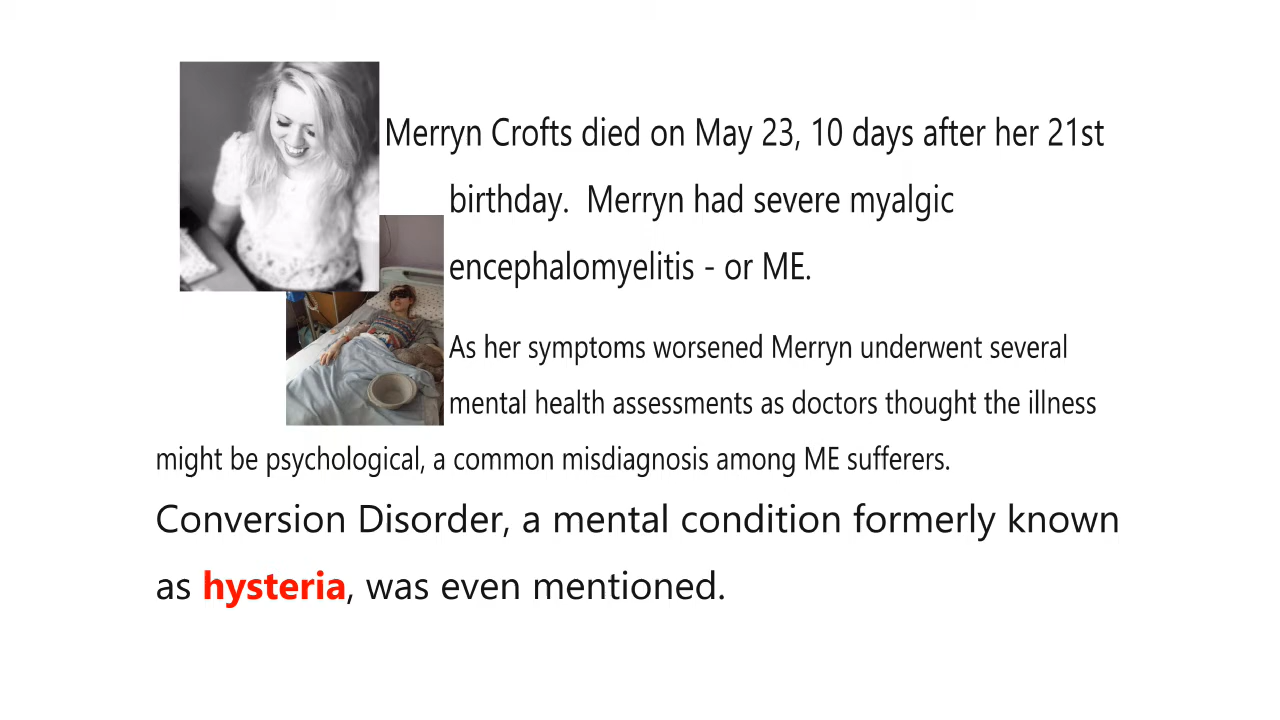 Merryn Crofts died on May 23, 10 days after her 21st
birthday.  Merryn had severe myalgic
encephalomyelitis - or ME.
As her symptoms worsened Merryn underwent several
mental health assessments as doctors thought the illness
might be psychological, a common misdiagnosis among ME sufferers.
Conversion Disorder, a mental condition formerly known
as hysteria, was even mentioned.